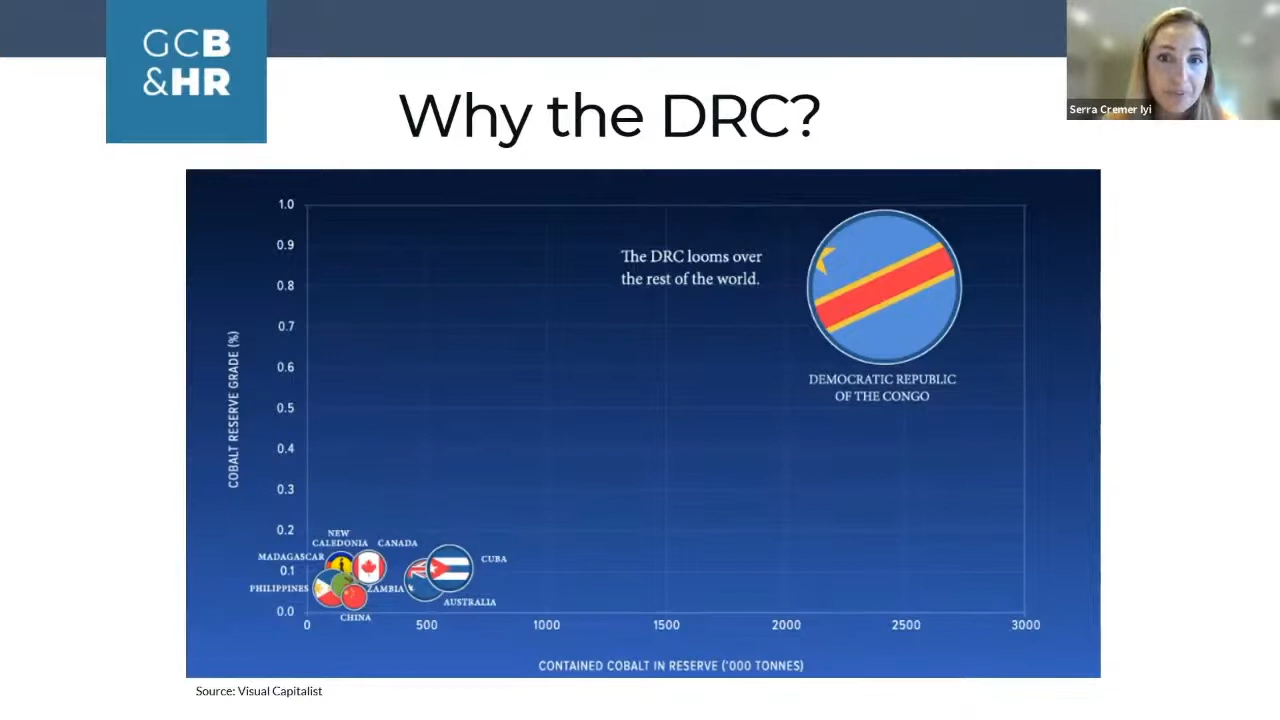 GCB
&HR
Why the DRC?
Serra Cremer Iyi
1.0
0.9
0.8
0.7
0.6
0.5
0.4
0.3
0.2
0.1
0.0
COBALT RESERVE GRADE (%)
The DRC looms over
the rest of the world.
DEMOCRATIC REPUBLIC
OF THE CONGO
NEW
CALEDONIA
CANADA
MADAGASCAR
CUBA
PHILIPPINES
ZAMBIA
AUSTRALIA
CHINA
0
500
1000
1500
2000
2500
3000
CONTAINED COBALT IN RESERVE ('000 TONNES)
Source: Visual Capitalist